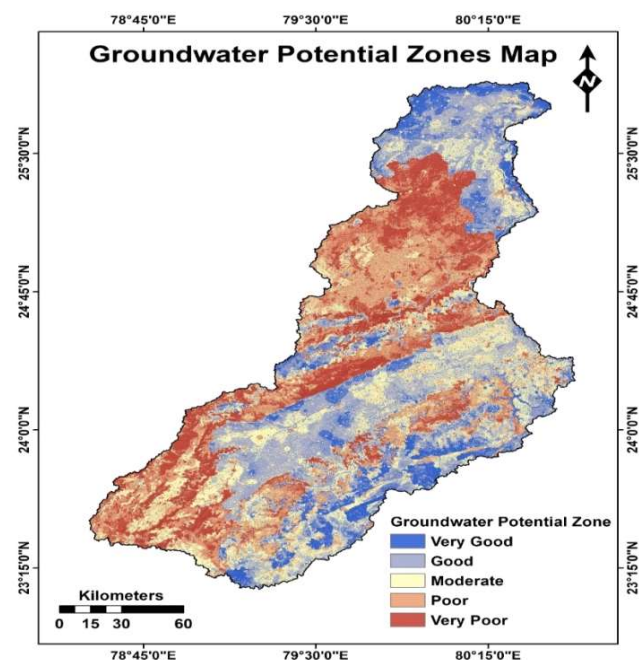 78°45'0"E 79°30'0"E 80°15'0"E
Groundwater Potential Zones Map
N
25°30'0"N 25°30'0"N
24°45'0"N 24°45'0"N
24°0'0"N 24°0'0"N
23°15'0"N 23°15'0"N
Groundwater Potential Zone
Very Good
Good
Moderate
Poor
Very Poor
Kilometers
0 15 30 60
78°45'0"E 79°30'0"E 80°15'0"E